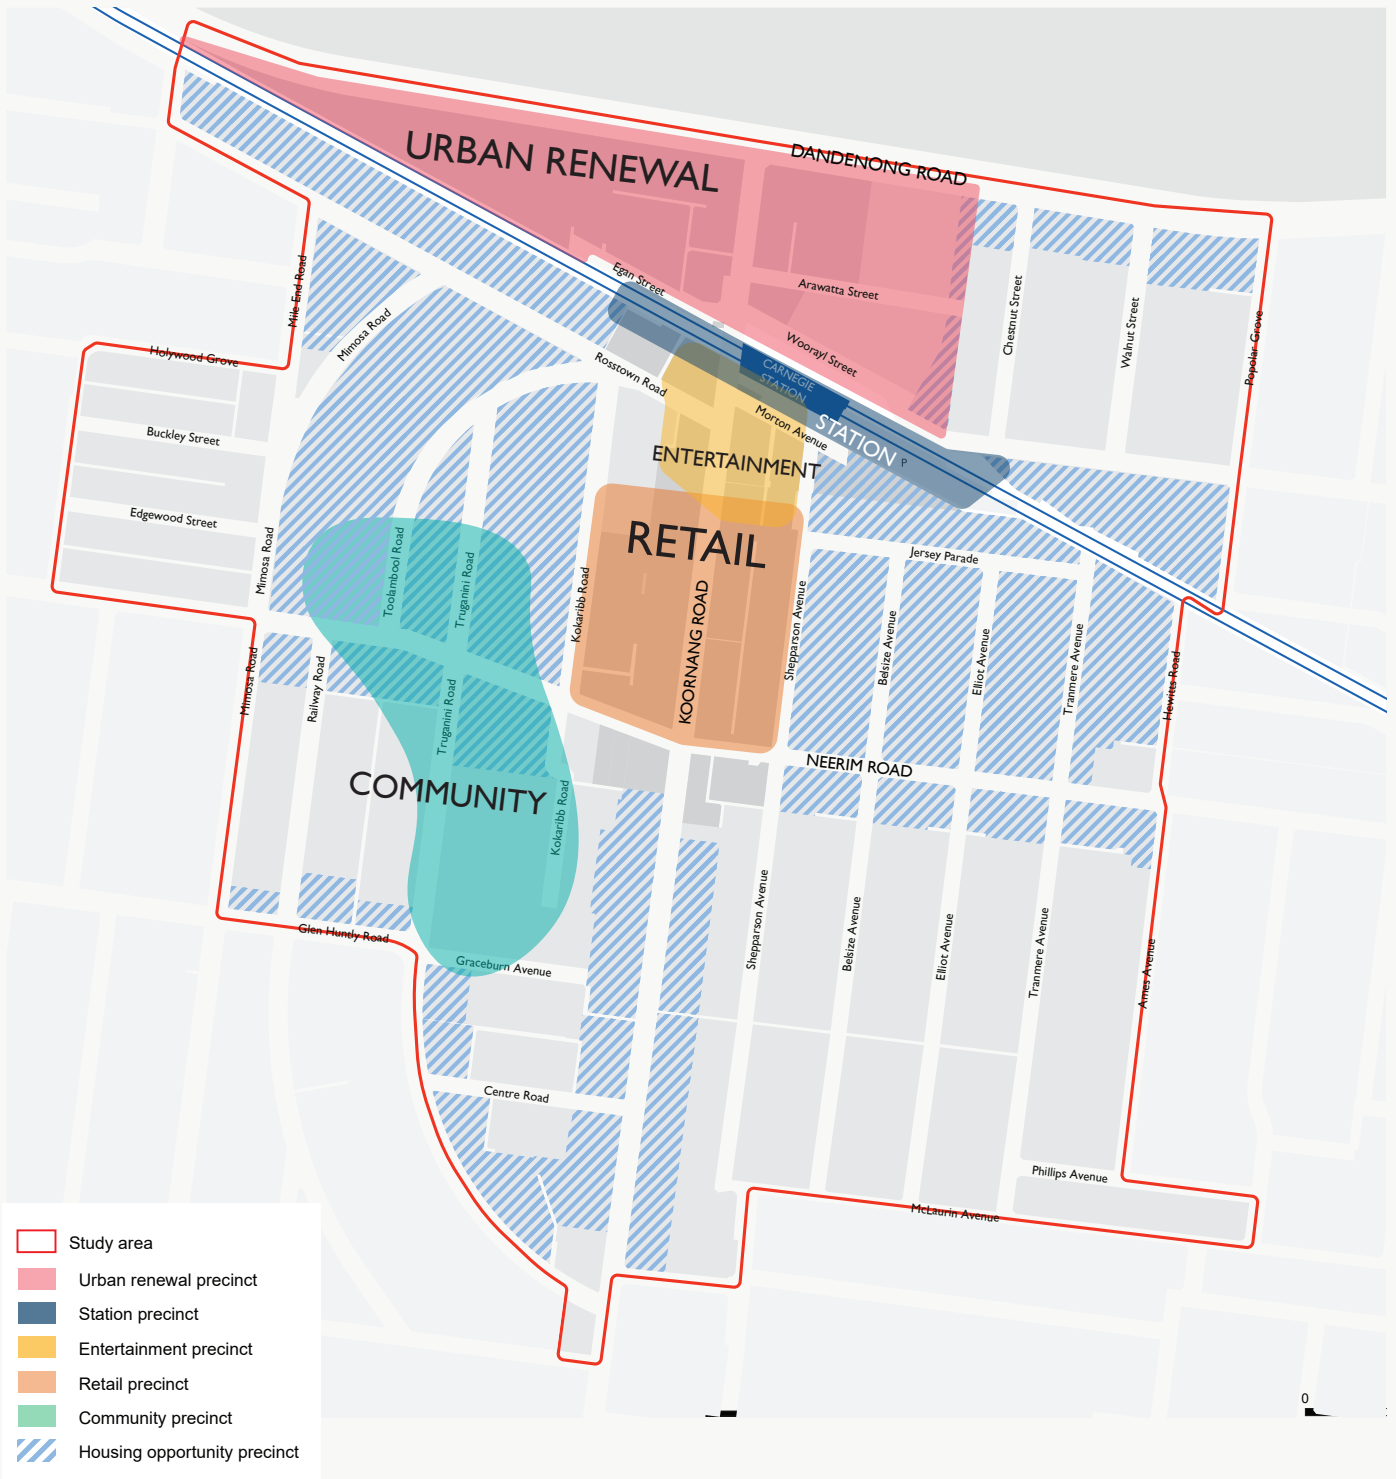 URBAN RENEWAL
DANDENONG ROAD
Egan Street
Arawatta Street
Woorayl Street
Chestnut Street
Walnut Street
Popolar Grove
Mile End Road
Mimosa Road
Holywood Grove
Rosstown Road
CARNEGIE
STATION
Morton Avenue
STATION
P
Buckley Street
ENTERTAINMENT
Edgewood Street
RETAIL
Mimosa Road
Toolambool Road
Truganini Road
Kokaribb Road
KOORNANG ROAD
Shepparson Avenue
Jersey Parade
Belsize Avenue
Elliot Avenue
Tranmere Avenue
Hewitts Road
Mimosa Road
Railway Road
Truganini Road
NEERIM ROAD
COMMUNITY
Kokaribb Road
Glen Huntly Road
Graceburn Avenue
Shepparson Avenue
Belsize Avenue
Elliot Avenue
Tranmere Avenue
Ames Avenue
Centre Road
Phillips Avenue
McLaurin Avenue
Study area
Urban renewal precinct
Station precinct
Entertainment precinct
Retail precinct
Community precinct
Housing opportunity precinct
0